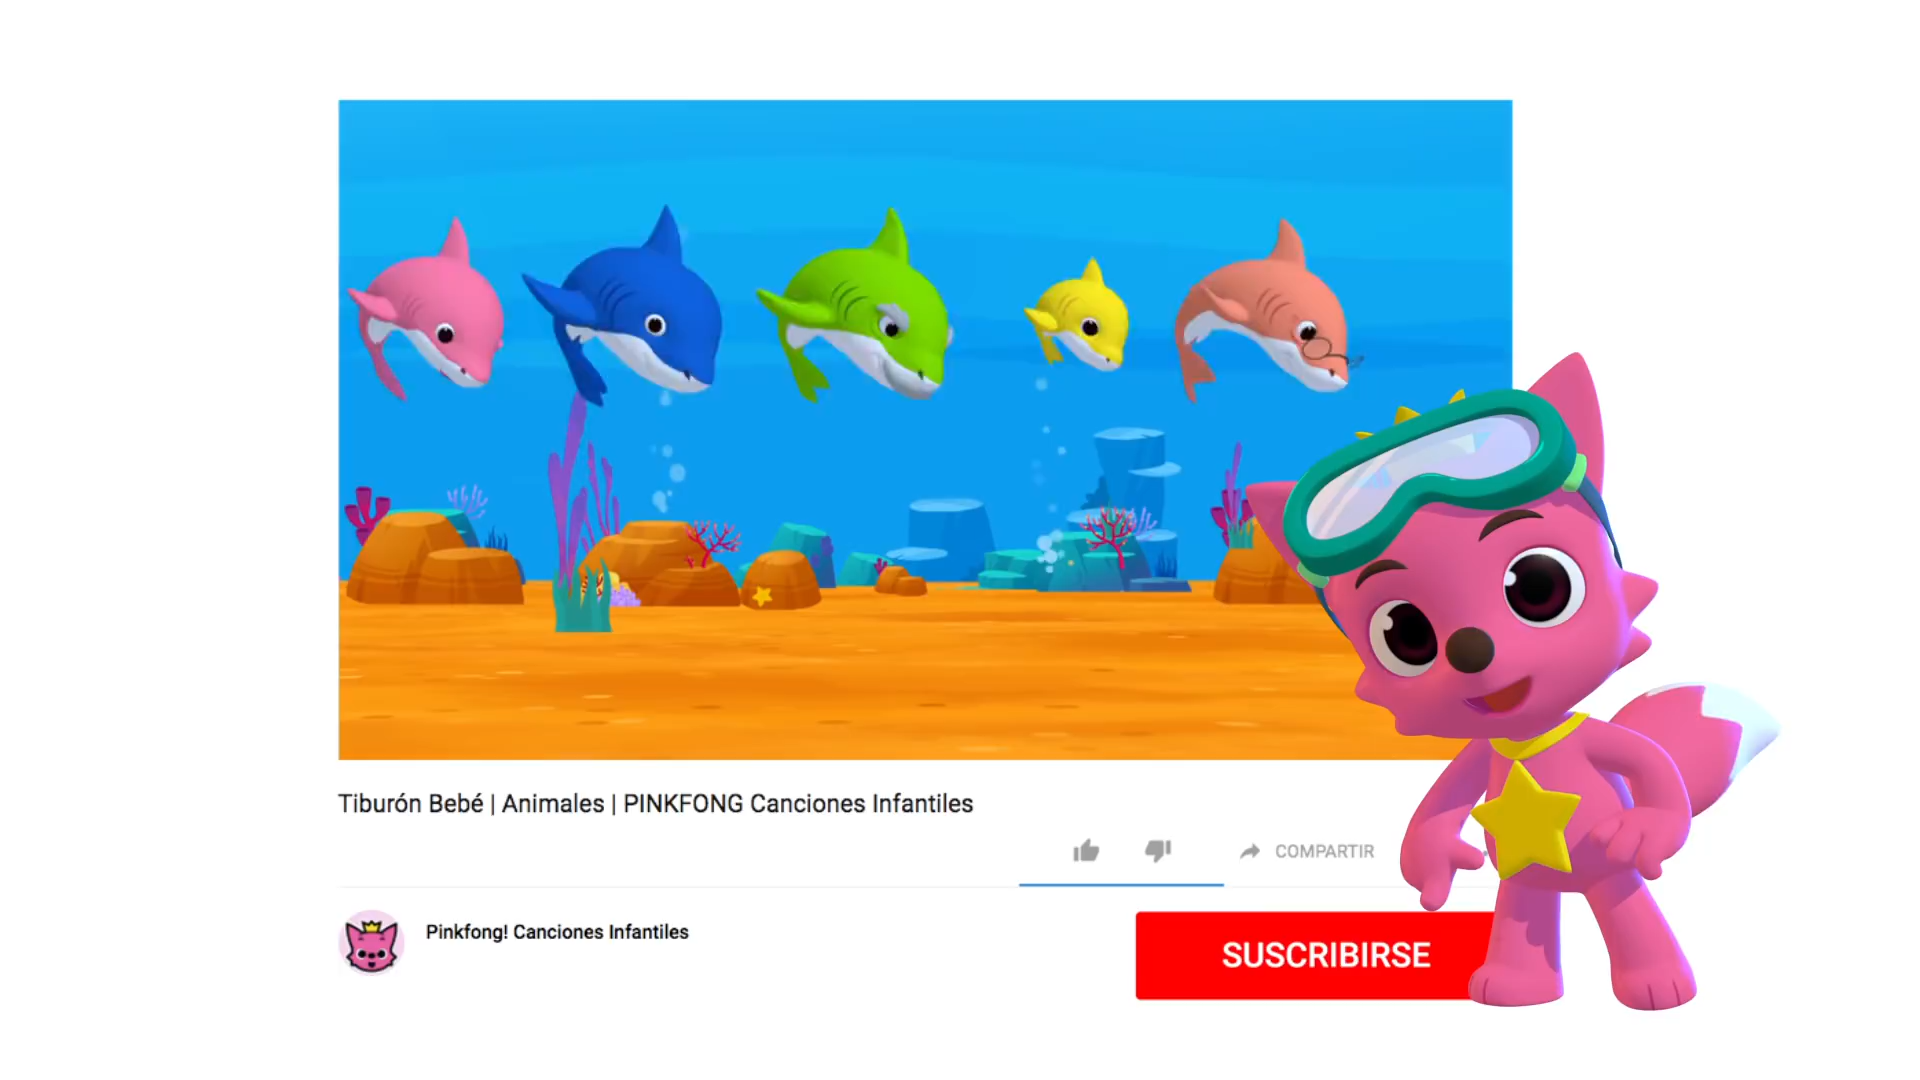 Tiburón Bebé | Animales | PINKFONG Canciones Infantiles
COMPARTIR
Pinkfong! Canciones Infantiles
SUSCRIBIRSE